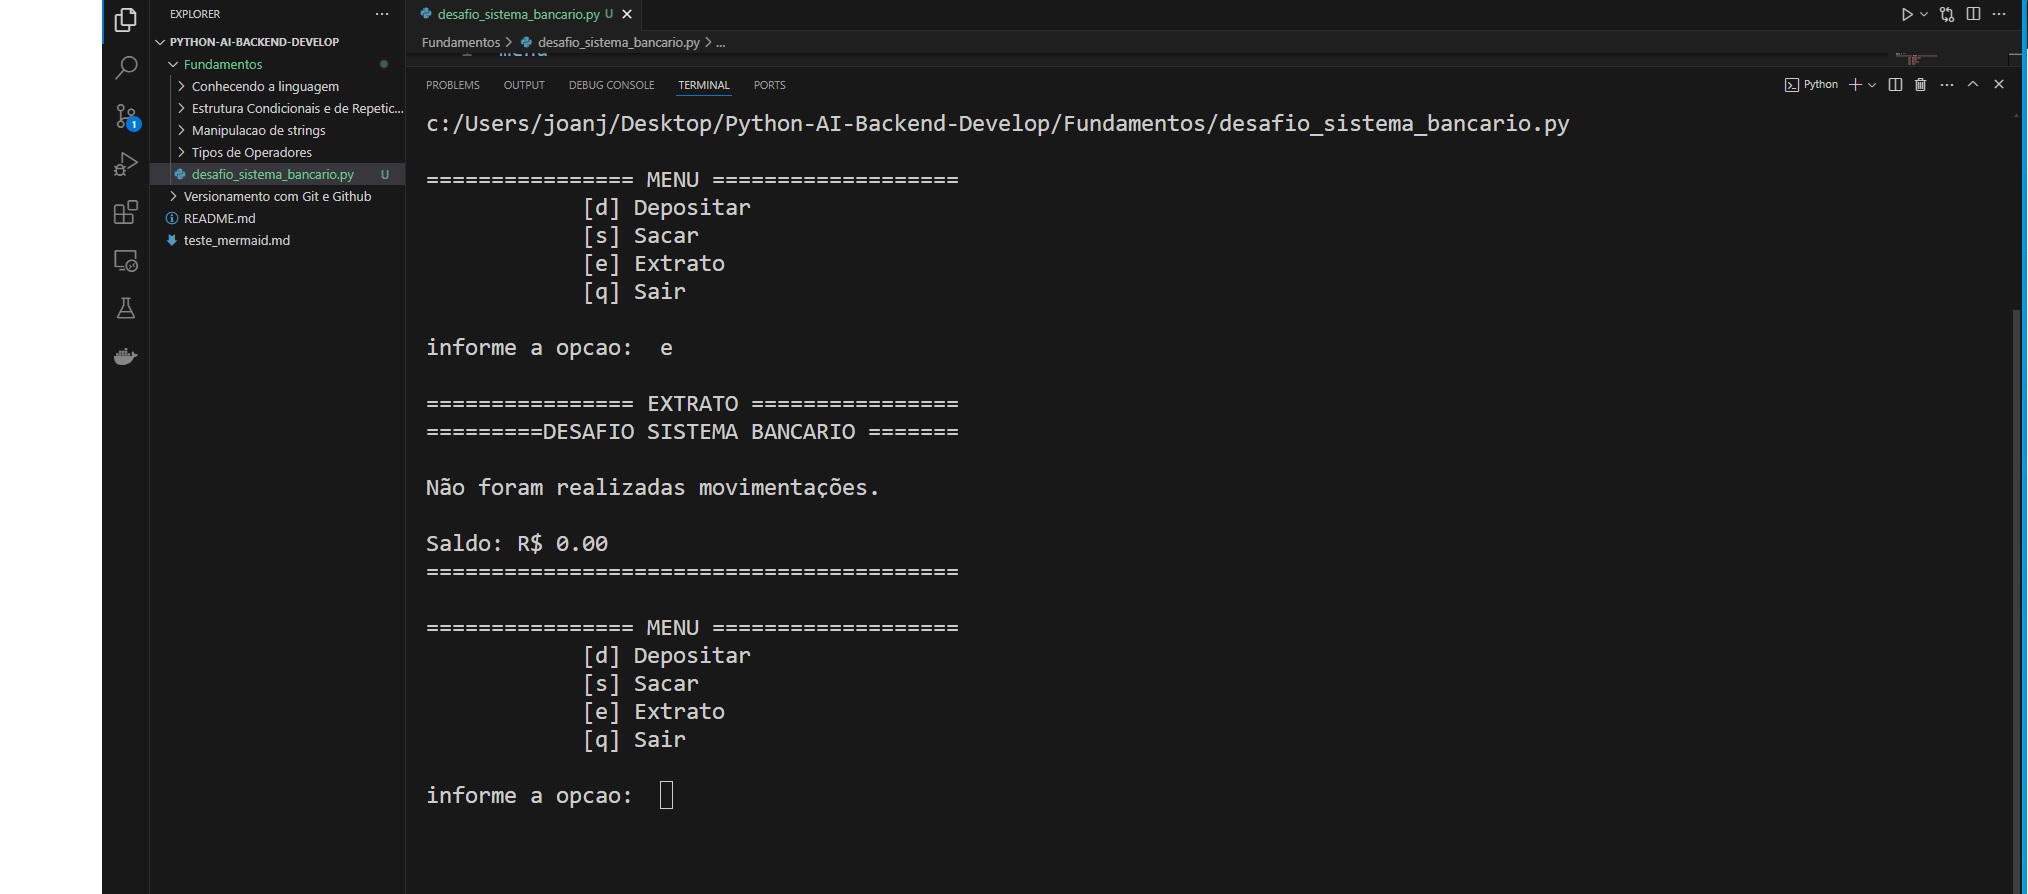 EXPLORER
PYTHON-AI-BACKEND-DEVELOP
Fundamentos
Conhecendo a linguagem
Estrutura Condicionais e de Repetic...
Manipulacao de strings
Tipos de Operadores
desafio_sistema_bancario.py U
Versionamento com Git e Github
README.md
teste_mermaid.md
1
desafio_sistema_bancario.py U
Fundamentos > desafio_sistema_bancario.py > ...
PROBLEMS OUTPUT DEBUG CONSOLE TERMINAL PORTS
Python
c:/Users/joanj/Desktop/Python-AI-Backend-Develop/Fundamentos/desafio_sistema_bancario.py
================ MENU ===================
[d] Depositar
[s] Sacar
[e] Extrato
[q] Sair
informe a opcao:  e
================ EXTRATO ================
=========DESAFIO SISTEMA BANCARIO =======
Não foram realizadas movimentações.
Saldo: R$ 0.00
=========================================
================ MENU ===================
[d] Depositar
[s] Sacar
[e] Extrato
[q] Sair
informe a opcao: